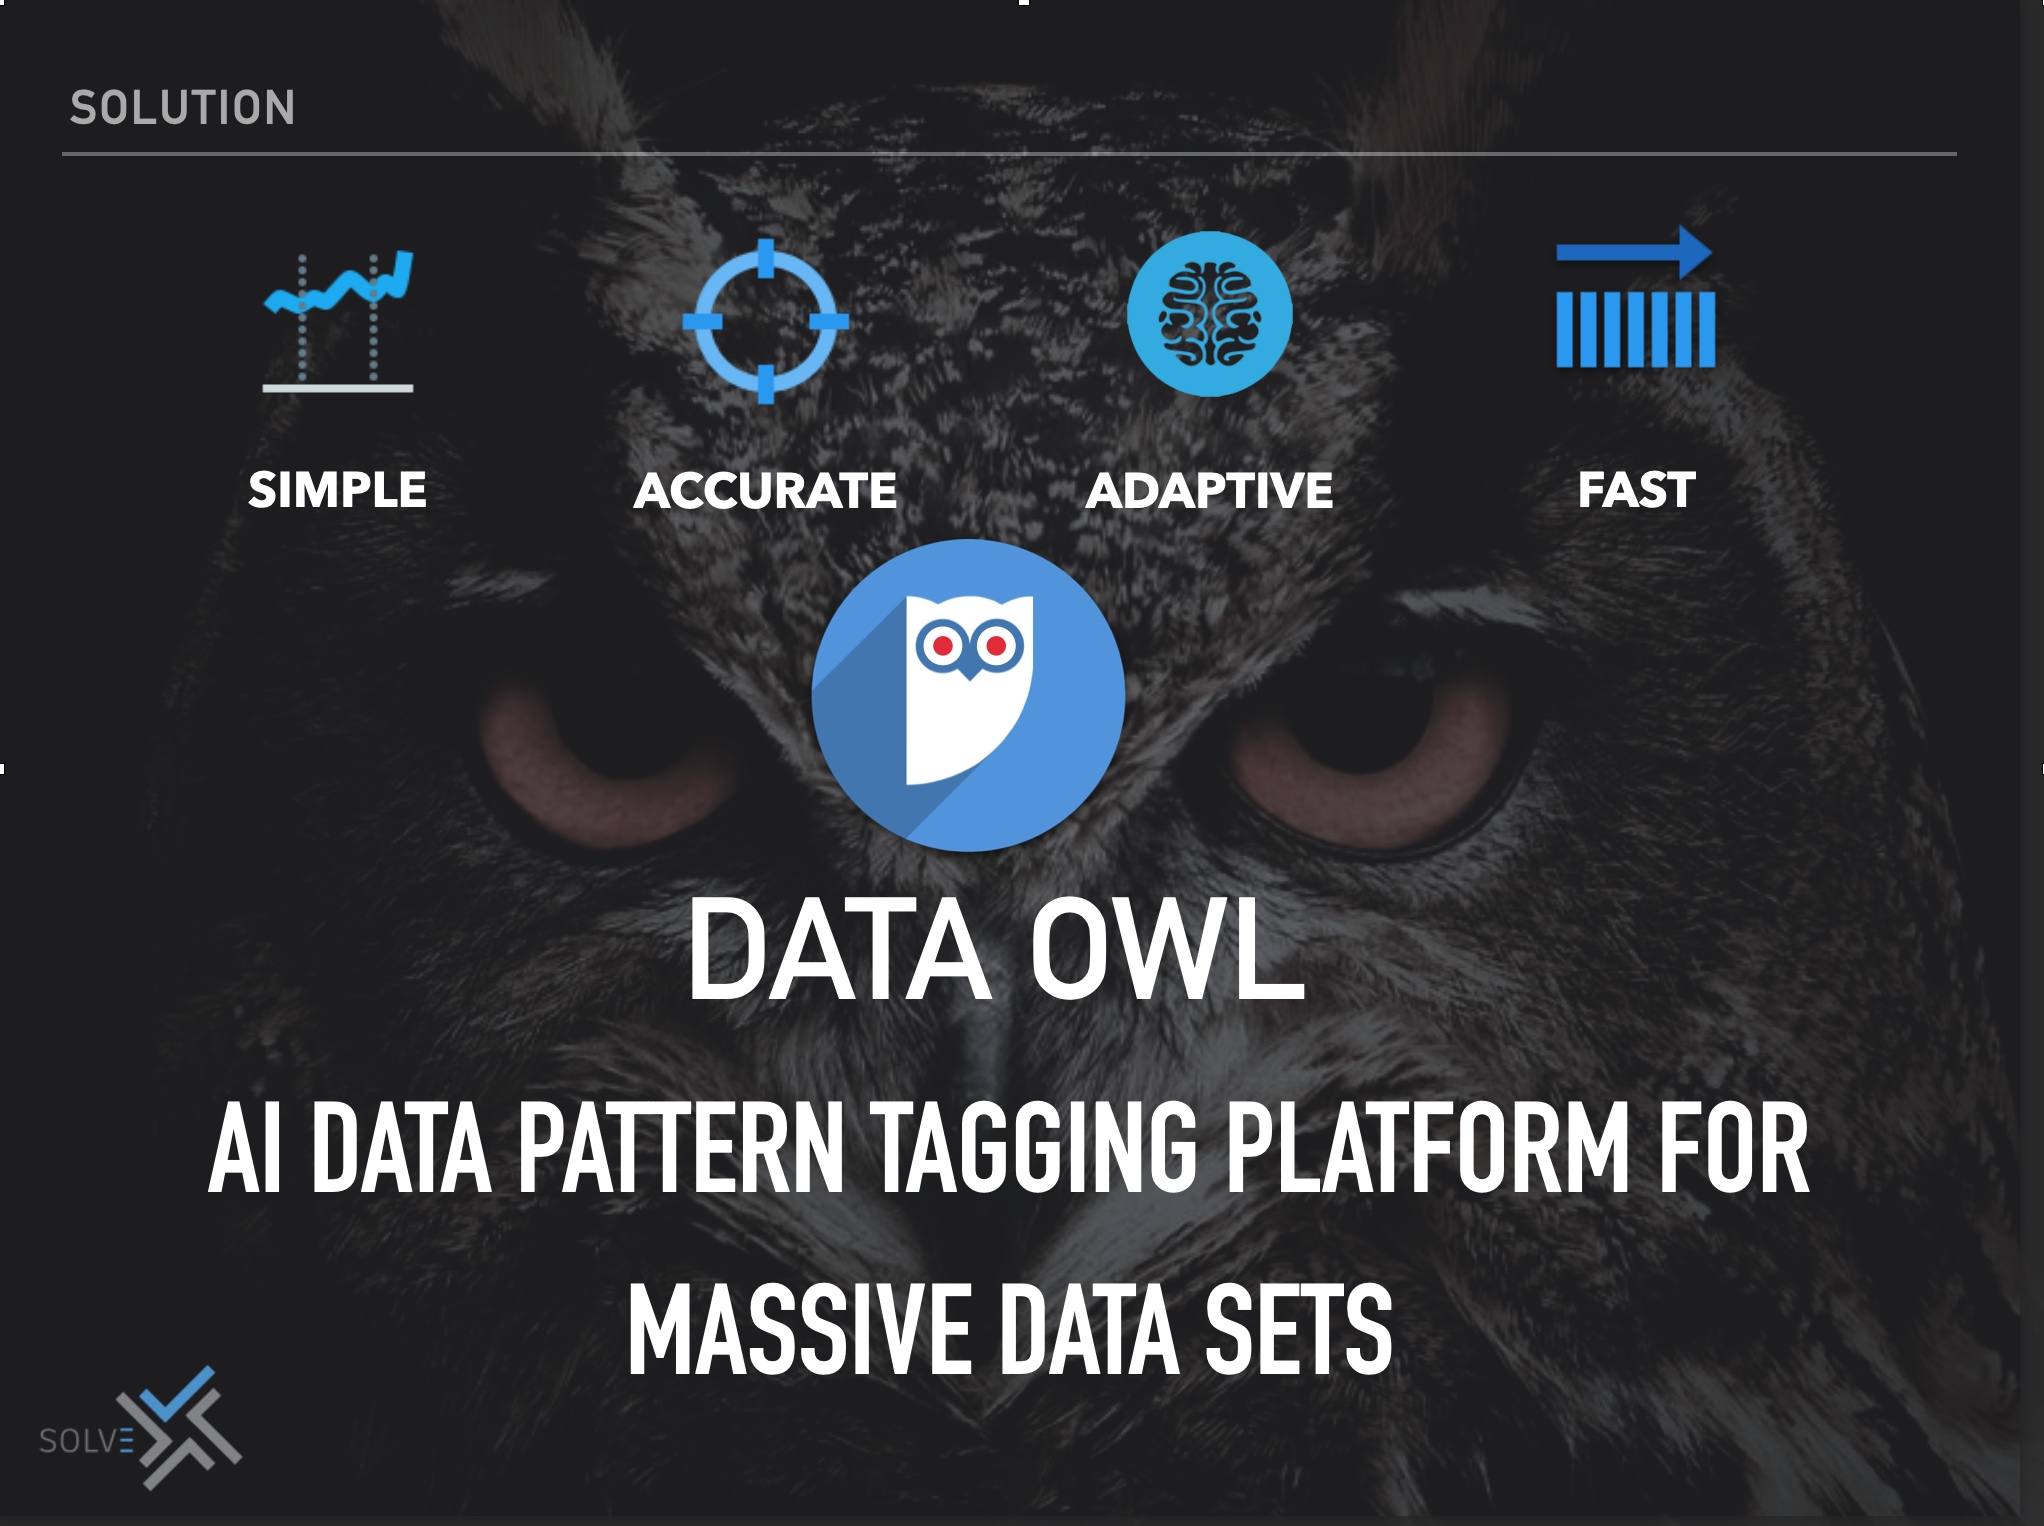 SOLUTION
SIMPLE
ACCURATE
ADAPTIVE
FAST
DATA OWL
AI DATA PATTERN TAGGING PLATFORM FOR
MASSIVE DATA SETS
SOLVE